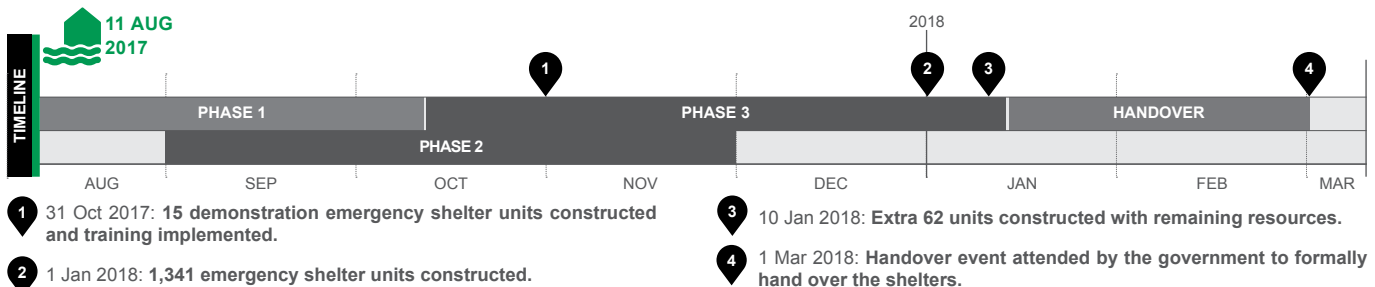 11 AUG
2017
2018
TIMELINE
1
2
3
4
PHASE 1
PHASE 3
HANDOVER
PHASE 2
AUG
SEP
OCT
NOV
DEC
JAN
FEB
MAR
1 31 Oct 2017: 15 demonstration emergency shelter units constructed
and training implemented.
2 1 Jan 2018: 1,341 emergency shelter units constructed.
3 10 Jan 2018: Extra 62 units constructed with remaining resources.
4 1 Mar 2018: Handover event attended by the government to formally
hand over the shelters.